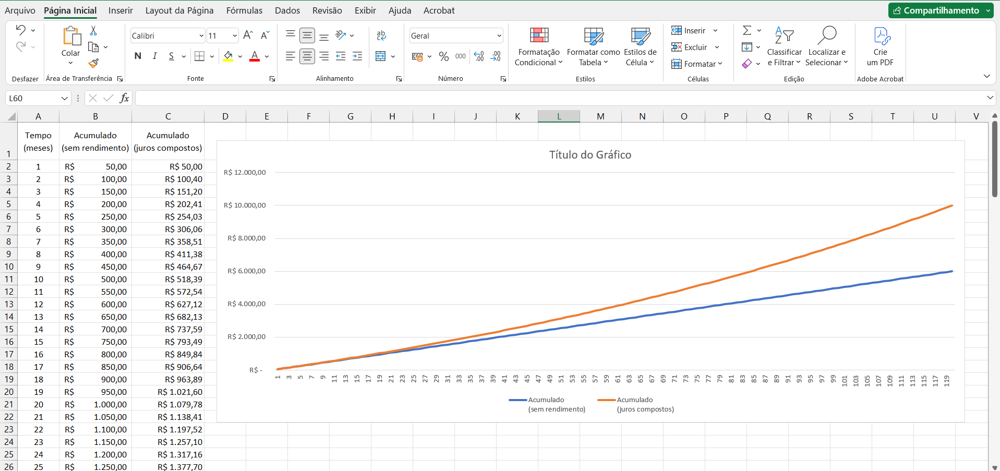 Arquivo Página Inicial Inserir Layout da Página Fórmulas Dados Revisão Exibir Ajuda Acrobat Compartilhamento
Colar
Calibri 11
ab c
Geral
Formatação Condicional
Formatar como Tabela
Estilos de Célula
Inserir
Excluir
Formatar
Classificar e Filtrar
Localizar e Selecionar
Crie um PDF
N I S A
% 000
Desfazer Área de Transferência Fonte Alinhamento Número Estilos Células Edição Adobe Acrobat
L60 fx
A B C D E F G H I J K L M N O P Q R S T U V
Tempo (meses) Acumulado (sem rendimento) Acumulado (juros compostos)
1
2 1 R$ 50,00 R$ 50,00
3 2 R$ 100,00 R$ 100,40
4 3 R$ 150,00 R$ 151,20
5 4 R$ 200,00 R$ 202,41
6 5 R$ 250,00 R$ 254,03
7 6 R$ 300,00 R$ 306,06
8 7 R$ 350,00 R$ 358,51
9 8 R$ 400,00 R$ 411,38
10 9 R$ 450,00 R$ 464,67
11 10 R$ 500,00 R$ 518,39
12 11 R$ 550,00 R$ 572,54
13 12 R$ 600,00 R$ 627,12
14 13 R$ 650,00 R$ 682,13
15 14 R$ 700,00 R$ 737,59
16 15 R$ 750,00 R$ 793,49
17 16 R$ 800,00 R$ 849,84
18 17 R$ 850,00 R$ 906,64
19 18 R$ 900,00 R$ 963,89
20 19 R$ 950,00 R$ 1.021,60
21 20 R$ 1.000,00 R$ 1.079,78
22 21 R$ 1.050,00 R$ 1.138,41
23 22 R$ 1.100,00 R$ 1.197,52
24 23 R$ 1.150,00 R$ 1.257,10
25 24 R$ 1.200,00 R$ 1.317,16
26 25 R$ 1.250,00 R$ 1.377,70
Título do Gráfico
R$ 12.000,00
R$ 10.000,00
R$ 8.000,00
R$ 6.000,00
R$ 4.000,00
R$ 2.000,00
R$ -
1 3 5 7 9 11 13 15 17 19 21 23 25 27 29 31 33 35 37 39 41 43 45 47 49 51 53 55 57 59 61 63 65 67 69 71 73 75 77 79 81 83 85 87 89 91 93 95 97 99 101 103 105 107 109 111 113 115 117 119
Acumulado (sem rendimento)
Acumulado (juros compostos)